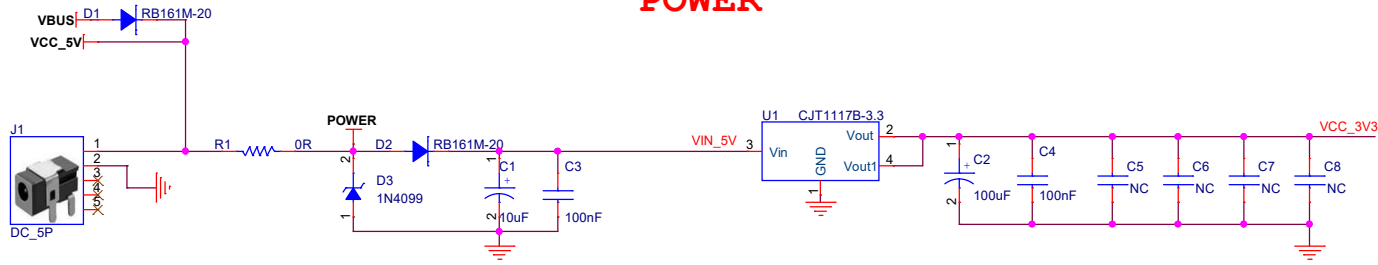 POWER
VBUS D1 RB161M-20
VCC_5V
J1
1
2
3
4
5
DC_5P
R1 0R
POWER
2
D3
1N4099
1
D2 RB161M-20
1
C1
+
2
10uF
C3
100nF
VIN_5V
U1 CJT1117B-3.3
3
Vin
GND
1
Vout
2
Vout1
4
1
C2
+
2
100uF
C4
100nF
C5
NC
C6
NC
C7
NC
C8
NC
VCC_3V3